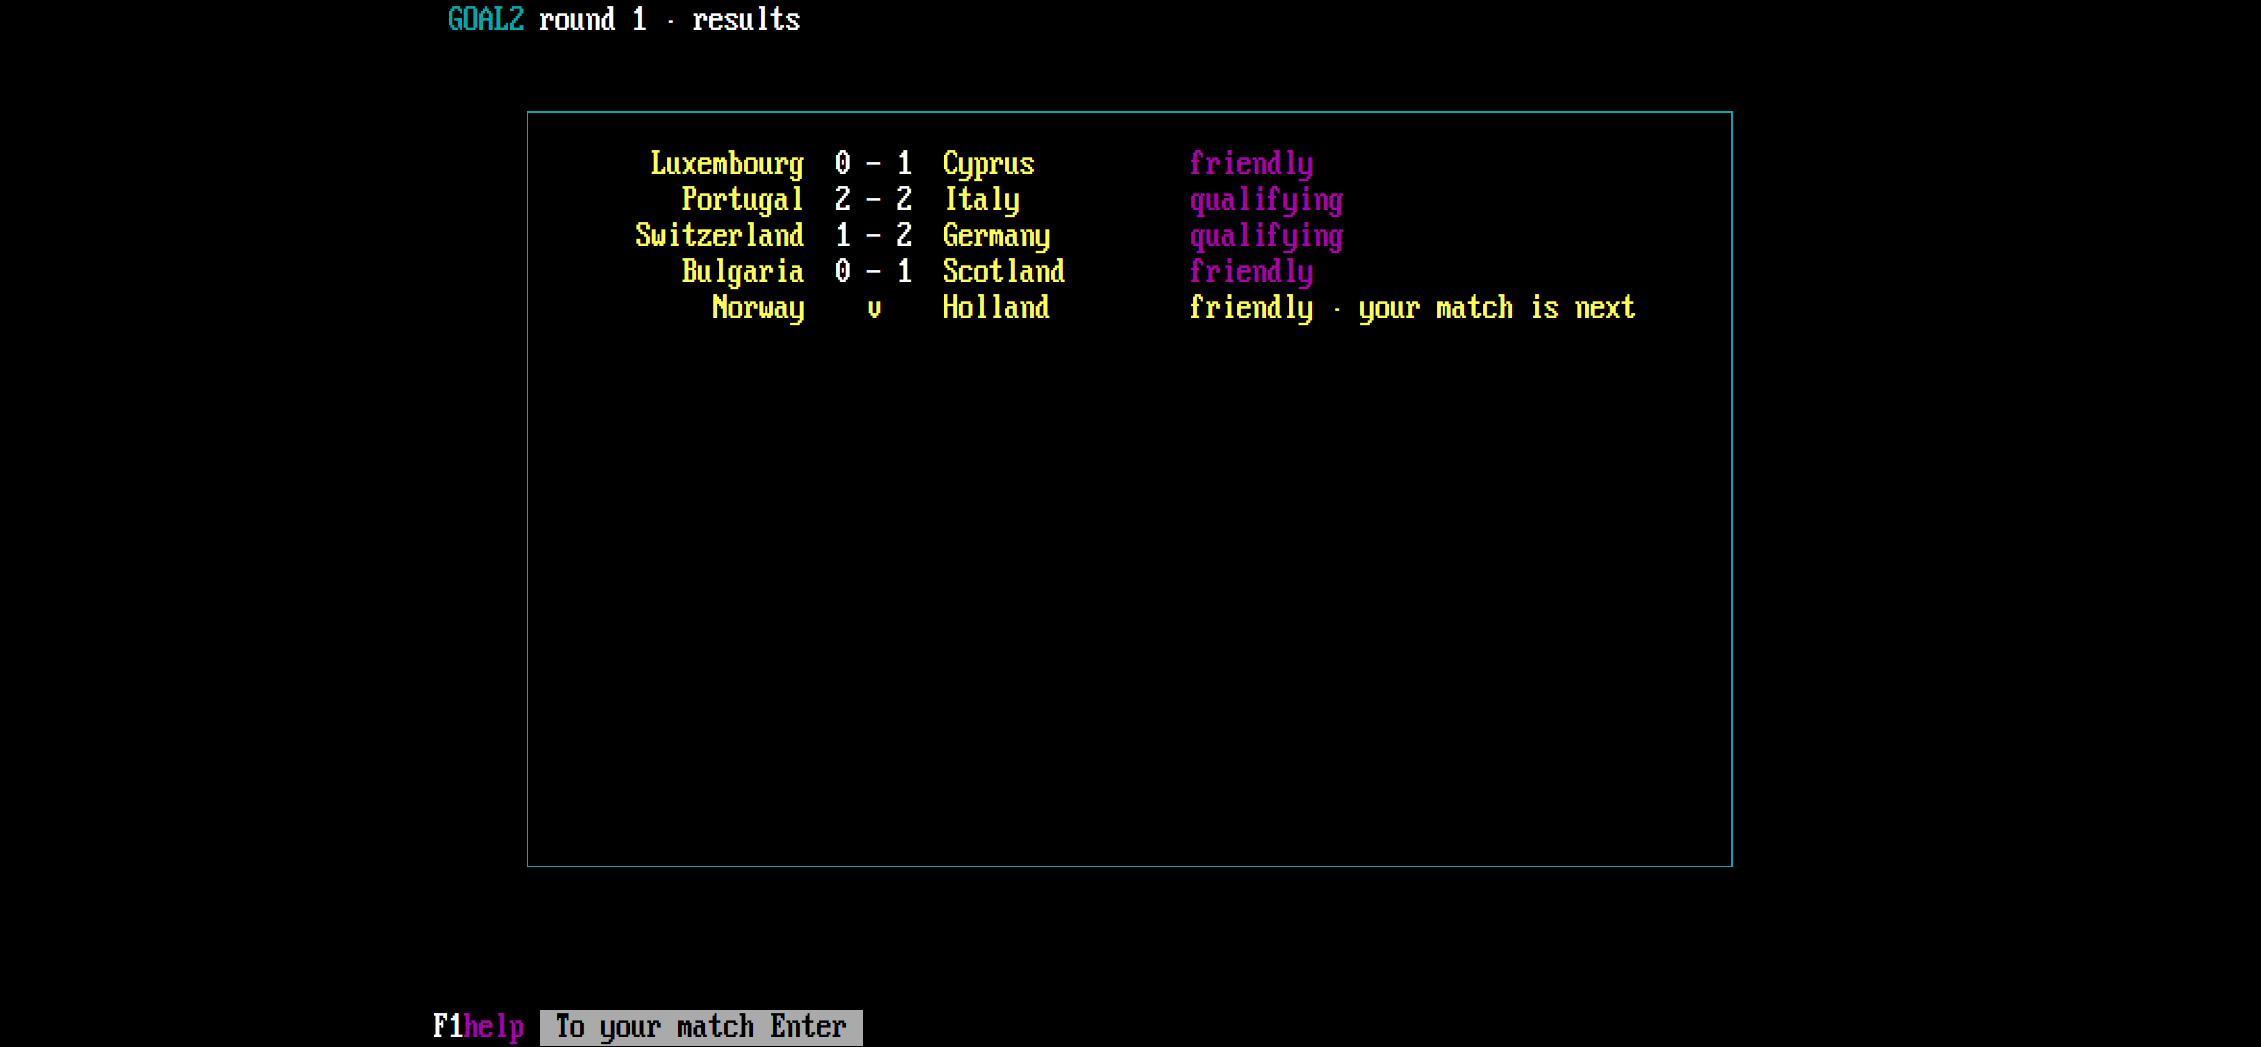 GOAL2 round 1 · results
Luxembourg 0 - 1 Cyprus friendly
Portugal 2 - 2 Italy qualifying
Switzerland 1 - 2 Germany qualifying
Bulgaria 0 - 1 Scotland friendly
Norway v Holland friendly · your match is next
F1help To your match Enter